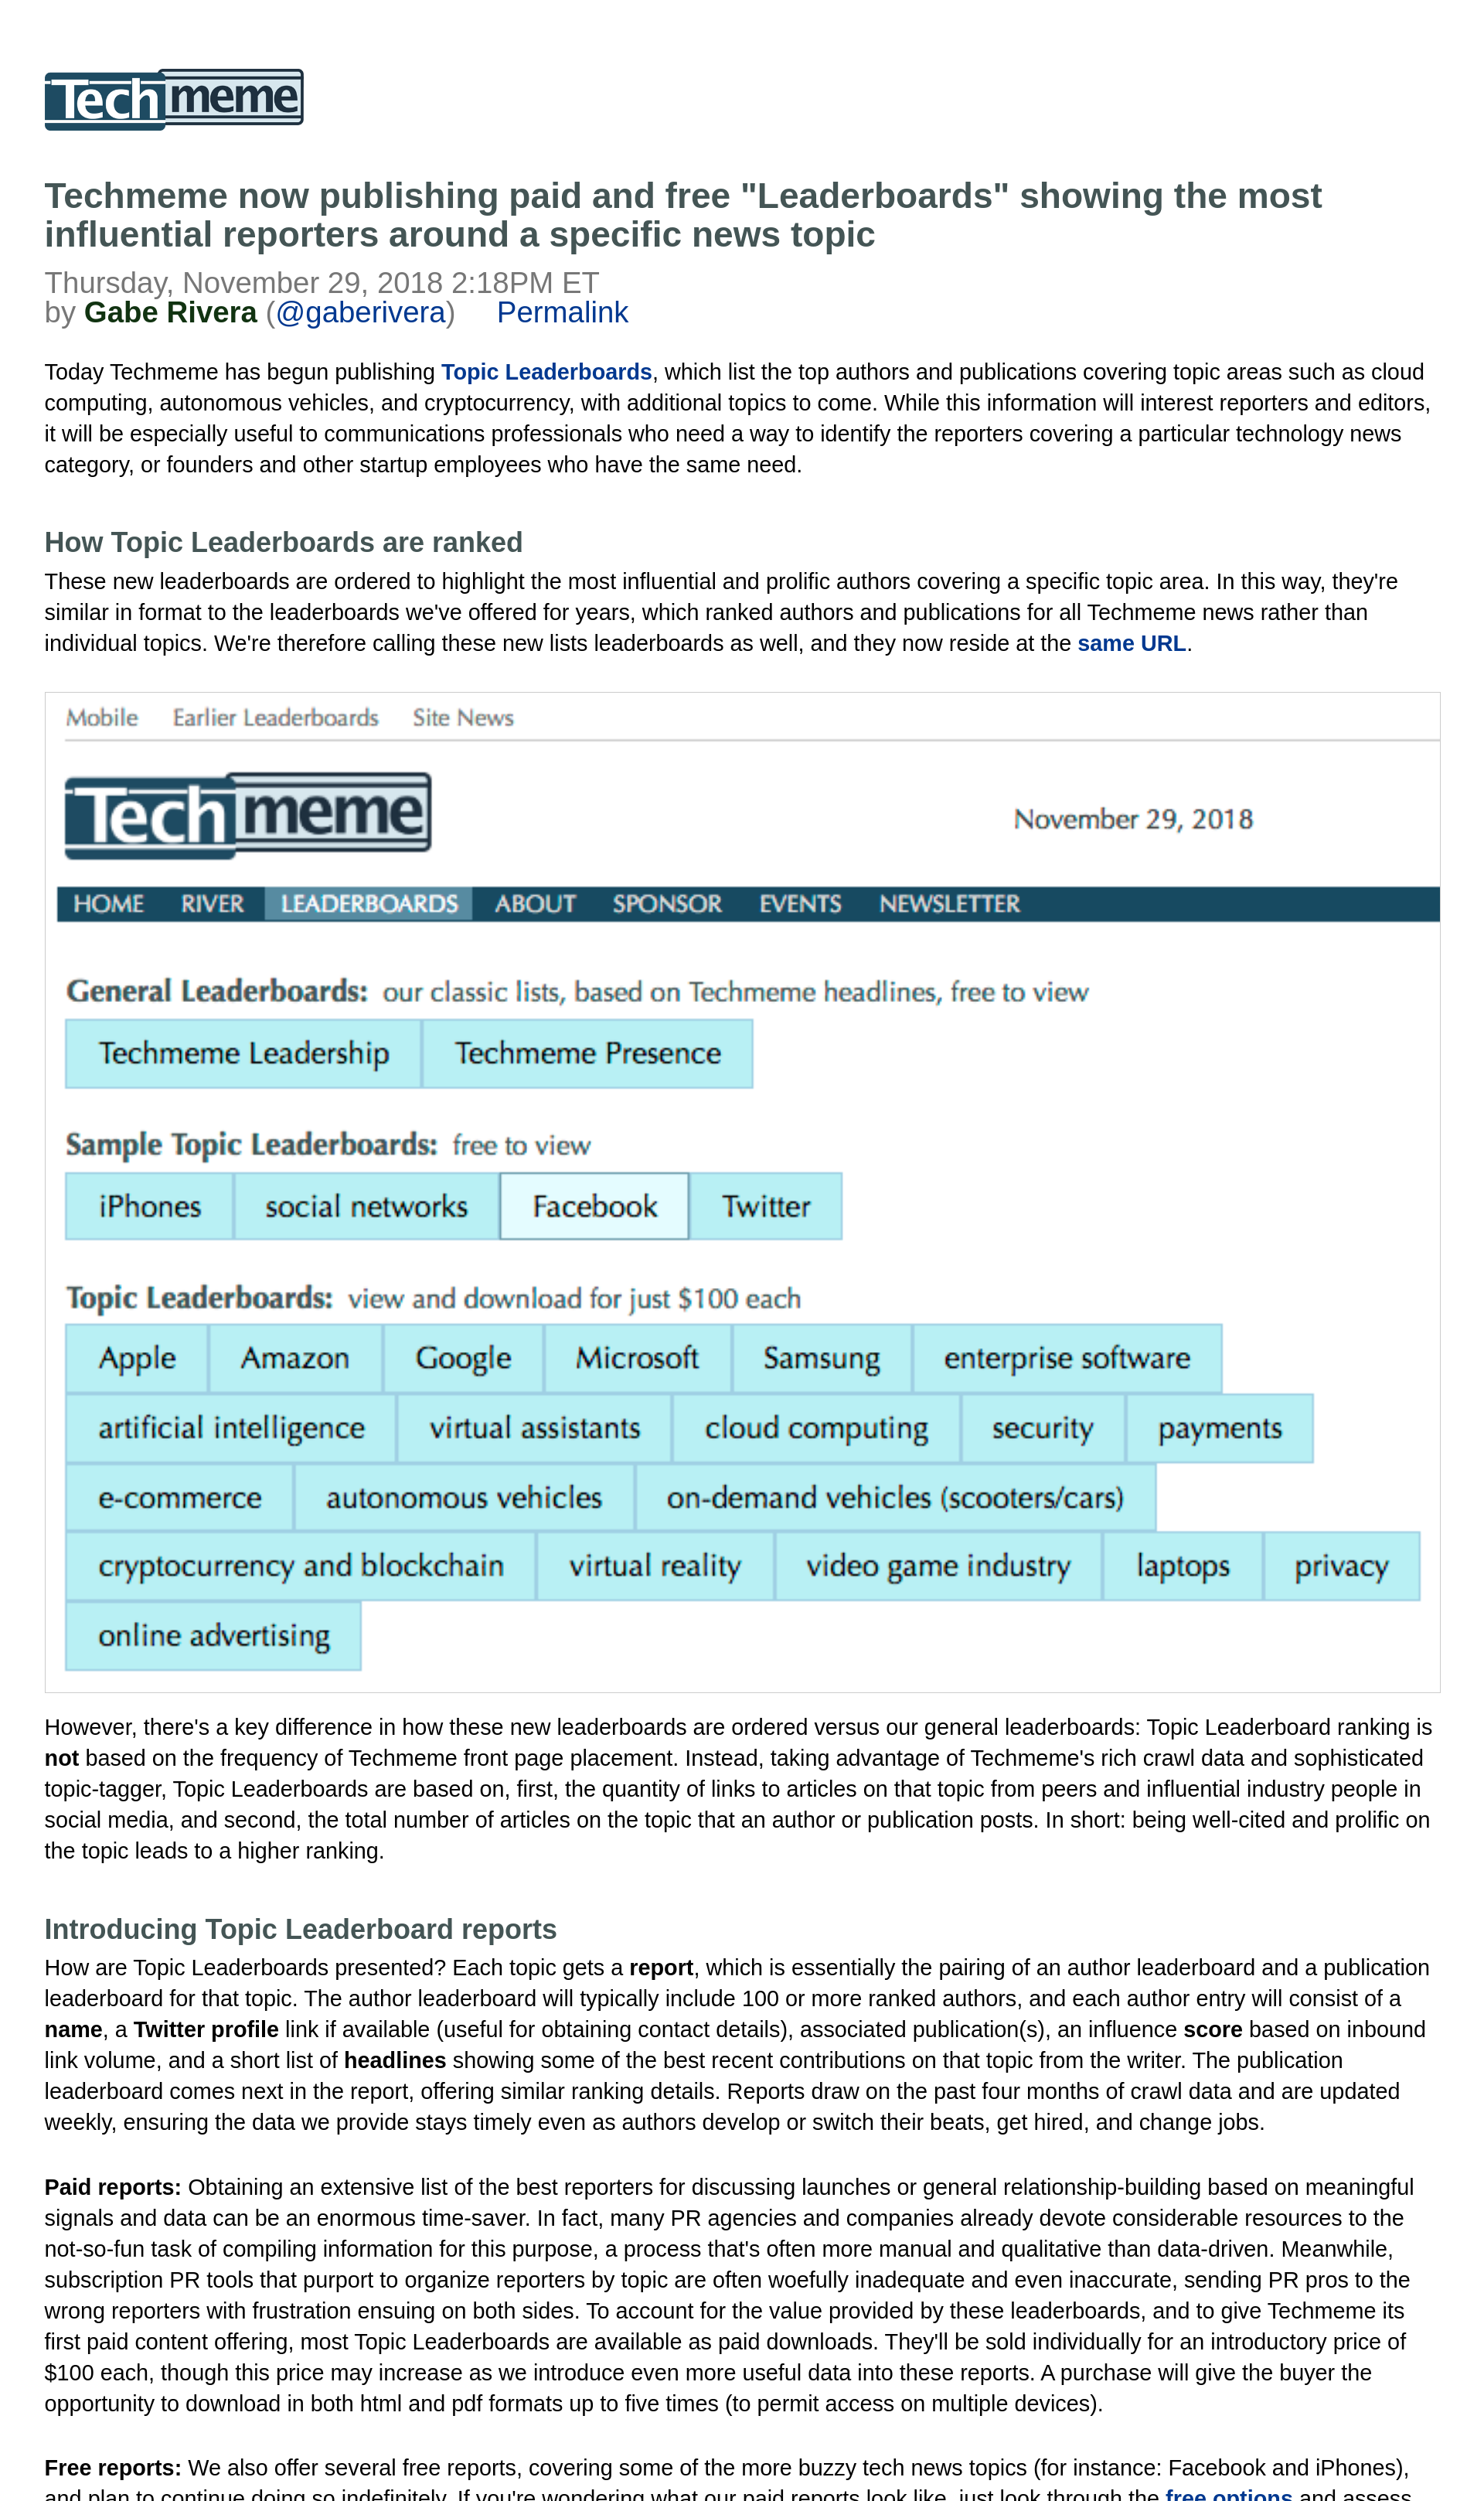 Techmeme
Techmeme now publishing paid and free "Leaderboards" showing the most
influential reporters around a specific news topic
Thursday, November 29, 2018 2:18PM ET
by Gabe Rivera (@gaberivera) Permalink
Today Techmeme has begun publishing Topic Leaderboards, which list the top authors and publications covering topic areas such as cloud
computing, autonomous vehicles, and cryptocurrency, with additional topics to come. While this information will interest reporters and editors,
it will be especially useful to communications professionals who need a way to identify the reporters covering a particular technology news
category, or founders and other startup employees who have the same need.
How Topic Leaderboards are ranked
These new leaderboards are ordered to highlight the most influential and prolific authors covering a specific topic area. In this way, they're
similar in format to the leaderboards we've offered for years, which ranked authors and publications for all Techmeme news rather than
individual topics. We're therefore calling these new lists leaderboards as well, and they now reside at the same URL.
Mobile Earlier Leaderboards Site News
Techmeme
November 29, 2018
HOME RIVER LEADERBOARDS ABOUT SPONSOR EVENTS NEWSLETTER
General Leaderboards: our classic lists, based on Techmeme headlines, free to view
Techmeme Leadership Techmeme Presence
Sample Topic Leaderboards: free to view
iPhones social networks Facebook Twitter
Topic Leaderboards: view and download for just $100 each
Apple Amazon Google Microsoft Samsung enterprise software
artificial intelligence virtual assistants cloud computing security payments
e-commerce autonomous vehicles on-demand vehicles (scooters/cars)
cryptocurrency and blockchain virtual reality video game industry laptops privacy
online advertising
However, there's a key difference in how these new leaderboards are ordered versus our general leaderboards: Topic Leaderboard ranking is
not based on the frequency of Techmeme front page placement. Instead, taking advantage of Techmeme's rich crawl data and sophisticated
topic-tagger, Topic Leaderboards are based on, first, the quantity of links to articles on that topic from peers and influential industry people in
social media, and second, the total number of articles on the topic that an author or publication posts. In short: being well-cited and prolific on
the topic leads to a higher ranking.
Introducing Topic Leaderboard reports
How are Topic Leaderboards presented? Each topic gets a report, which is essentially the pairing of an author leaderboard and a publication
leaderboard for that topic. The author leaderboard will typically include 100 or more ranked authors, and each author entry will consist of a
name, a Twitter profile link if available (useful for obtaining contact details), associated publication(s), an influence score based on inbound
link volume, and a short list of headlines showing some of the best recent contributions on that topic from the writer. The publication
leaderboard comes next in the report, offering similar ranking details. Reports draw on the past four months of crawl data and are updated
weekly, ensuring the data we provide stays timely even as authors develop or switch their beats, get hired, and change jobs.
Paid reports: Obtaining an extensive list of the best reporters for discussing launches or general relationship-building based on meaningful
signals and data can be an enormous time-saver. In fact, many PR agencies and companies already devote considerable resources to the
not-so-fun task of compiling information for this purpose, a process that's often more manual and qualitative than data-driven. Meanwhile,
subscription PR tools that purport to organize reporters by topic are often woefully inadequate and even inaccurate, sending PR pros to the
wrong reporters with frustration ensuing on both sides. To account for the value provided by these leaderboards, and to give Techmeme its
first paid content offering, most Topic Leaderboards are available as paid downloads. They'll be sold individually for an introductory price of
$100 each, though this price may increase as we introduce even more useful data into these reports. A purchase will give the buyer the
opportunity to download in both html and pdf formats up to five times (to permit access on multiple devices).
Free reports: We also offer several free reports, covering some of the more buzzy tech news topics (for instance: Facebook and iPhones),
and plan to continue doing so indefinitely. If you're wondering what our paid reports look like, just look through the free options and assess